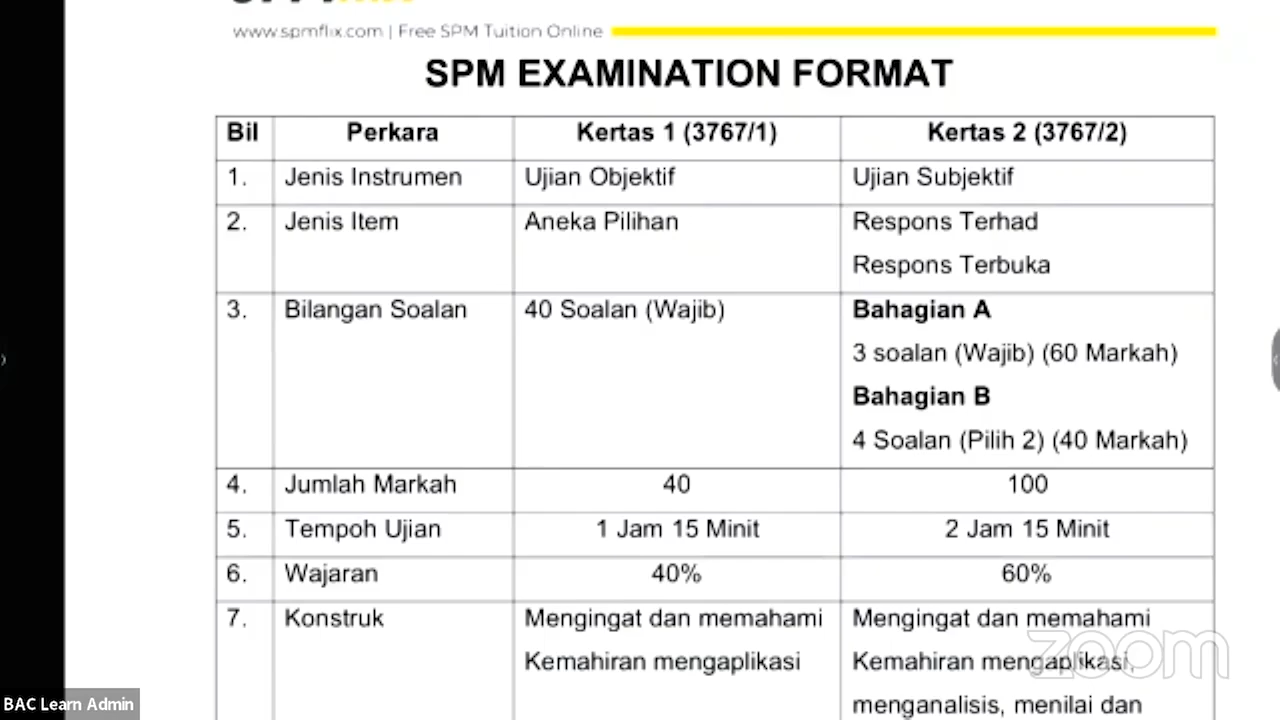 www.spmflix.com | Free SPM Tuition Online
SPM EXAMINATION FORMAT
Bil Perkara Kertas 1 (3767/1) Kertas 2 (3767/2)
1. Jenis Instrumen Ujian Objektif Ujian Subjektif
2. Jenis Item Aneka Pilihan Respons Terhad
Respons Terbuka
3. Bilangan Soalan 40 Soalan (Wajib) Bahagian A
3 soalan (Wajib) (60 Markah)
Bahagian B
4 Soalan (Pilih 2) (40 Markah)
4. Jumlah Markah 40 100
5. Tempoh Ujian 1 Jam 15 Minit 2 Jam 15 Minit
6. Wajaran 40% 60%
7. Konstruk Mengingat dan memahami Mengingat dan memahami
Kemahiran mengaplikasi Kemahiran mengaplikasi,
menganalisis, menilai dan
zoom
BAC Learn Admin